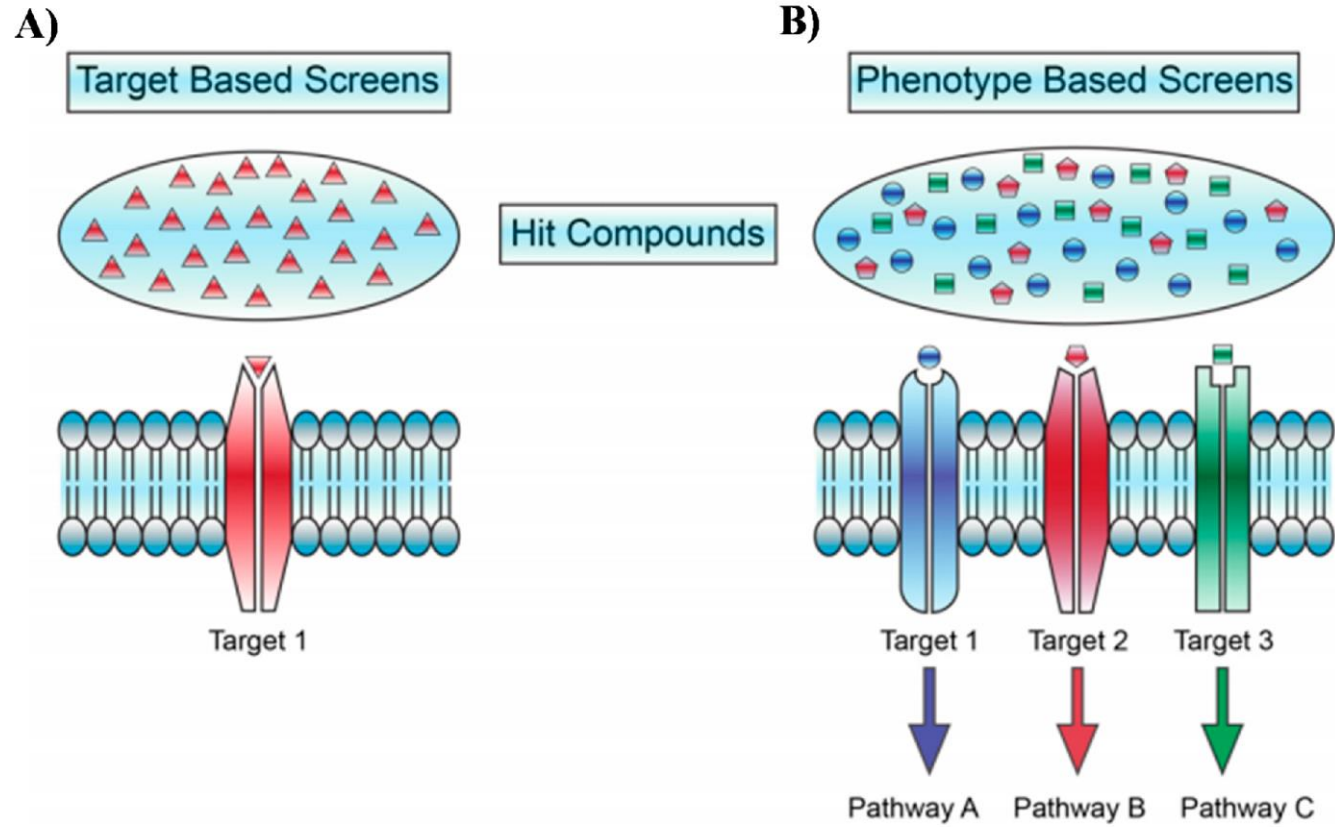 A)
B)
Target Based Screens
Phenotype Based Screens
Hit Compounds
Target 1
Target 1
Target 2
Target 3
Pathway A
Pathway B
Pathway C